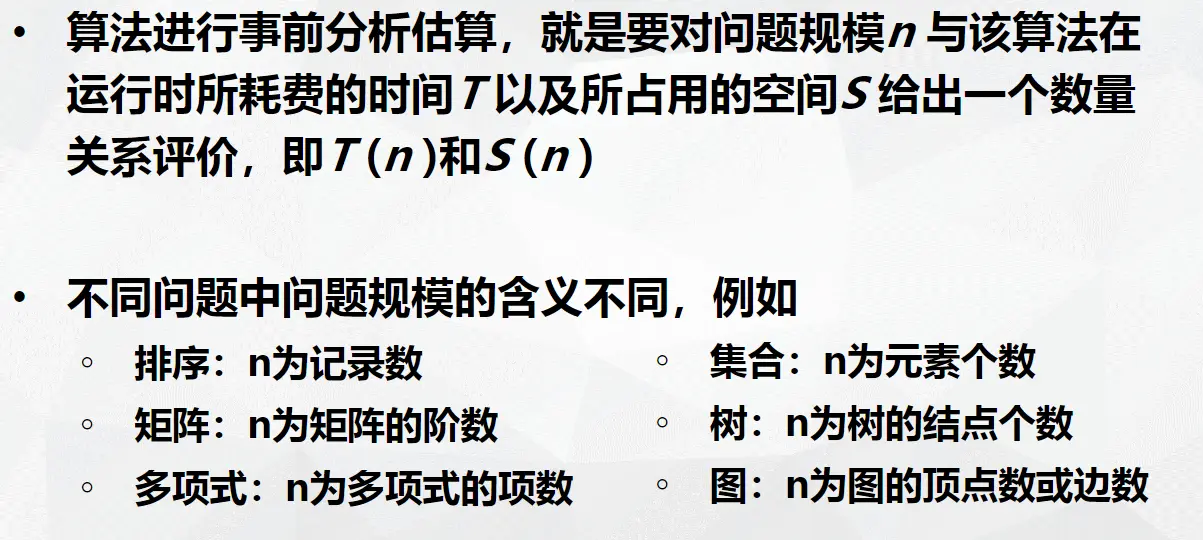 • 算法进行事前分析估算，就是要对问题规模n 与该算法在
运行时所耗费的时间T 以及所占用的空间S 给出一个数量
关系评价，即T (n )和S (n )
• 不同问题中问题规模的含义不同，例如
◦ 排序：n为记录数
◦ 矩阵：n为矩阵的阶数
◦ 多项式：n为多项式的项数
◦ 集合：n为元素个数
◦ 树：n为树的结点个数
◦ 图：n为图的顶点数或边数